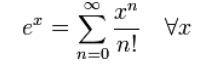 e^x = \sum_{n=0}^{\infty} \frac{x^n}{n!} \quad \forall x